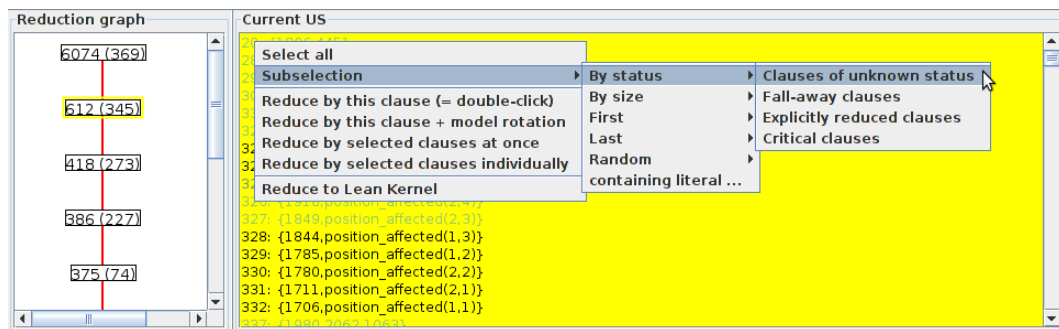 Reduction graph
Current US
6074 (369)
612 (345)
418 (273)
386 (227)
375 (74)
Select all
Subselection
Reduce by this clause (= double-click)
Reduce by this clause + model rotation
Reduce by selected clauses at once
Reduce by selected clauses individually
Reduce to Lean Kernel
By status
By size
First
Last
Random
containing literal ...
Clauses of unknown status
Fall-away clauses
Explicitly reduced clauses
Critical clauses
327: {1849,position_affected(2,3)}
328: {1844,position_affected(1,3)}
329: {1785,position_affected(1,2)}
330: {1780,position_affected(2,2)}
331: {1711,position_affected(2,1)}
332: {1706,position_affected(1,1)}
337: {1980,2062,1063}